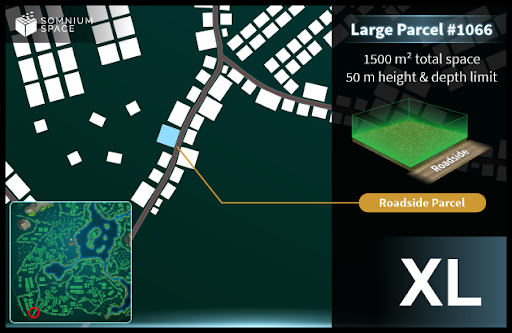 SOMNIUM
SPACE
Large Parcel #1066
1500 m² total space
50 m height & depth limit
Roadside
Roadside Parcel
XL